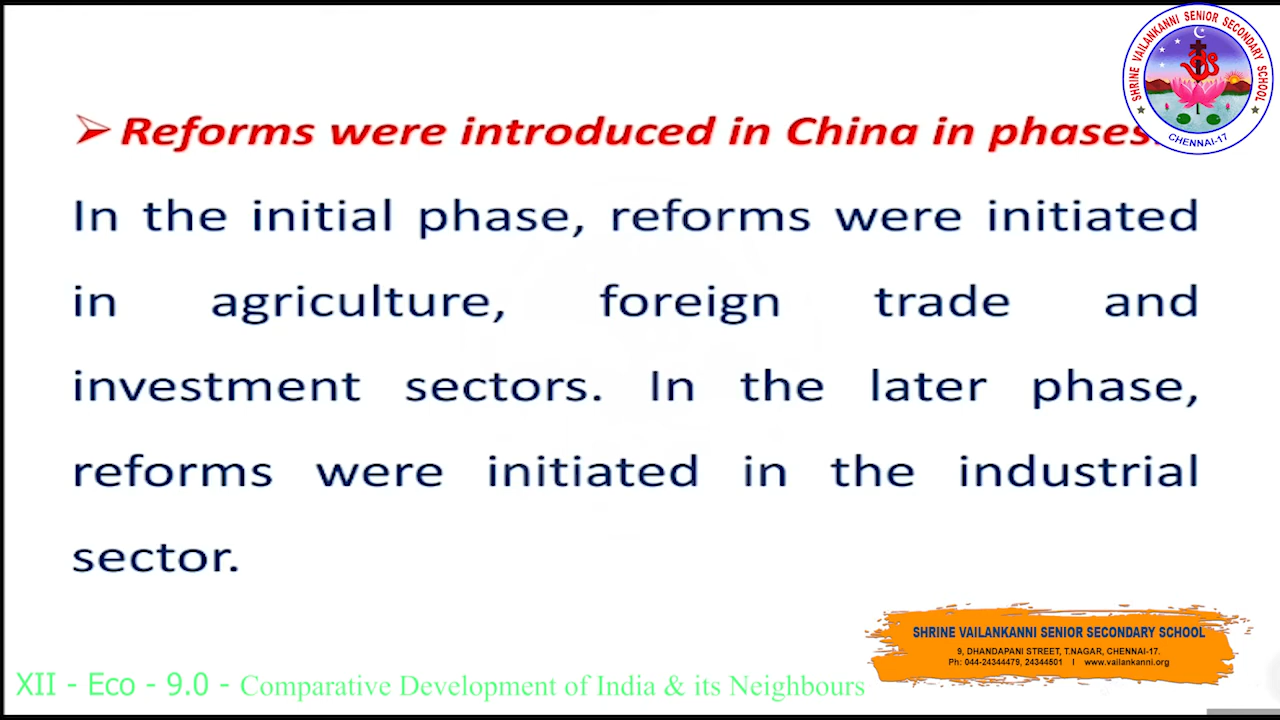 SHRINE VAILANKANNI SENIOR SECONDARY SCHOOL
CHENNAI-17
Reforms were introduced in China in phases.
In the initial phase, reforms were initiated
in agriculture, foreign trade and
investment sectors. In the later phase,
reforms were initiated in the industrial
sector.
SHRINE VAILANKANNI SENIOR SECONDARY SCHOOL
9, DHANDAPANI STREET, T.NAGAR, CHENNAI-17.
Ph: 044-24344479, 24344501 I www.vailankanni.org
XII - Eco - 9.0 - Comparative Development of India & its Neighbours